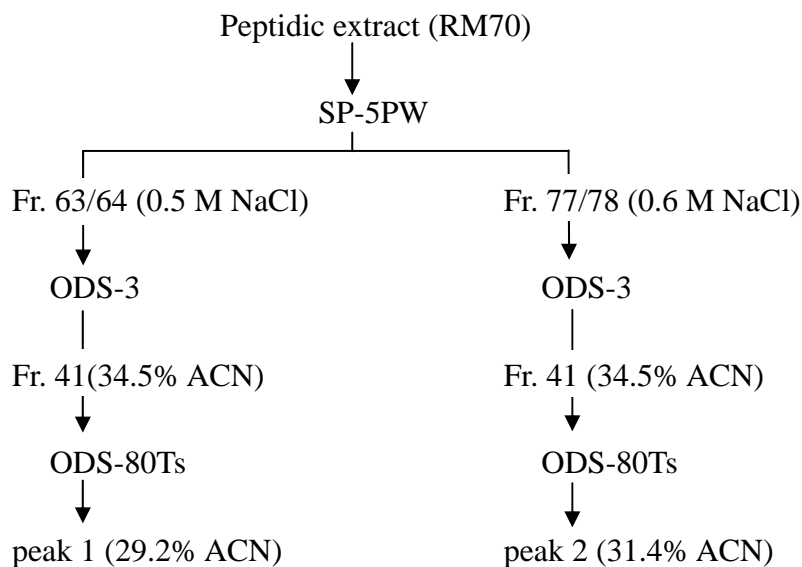 Peptidic extract (RM70)
SP-5PW
Fr. 63/64 (0.5 M NaCl)
Fr. 77/78 (0.6 M NaCl)
ODS-3
ODS-3
Fr. 41(34.5% ACN)
Fr. 41 (34.5% ACN)
ODS-80Ts
ODS-80Ts
peak 1 (29.2% ACN)
peak 2 (31.4% ACN)